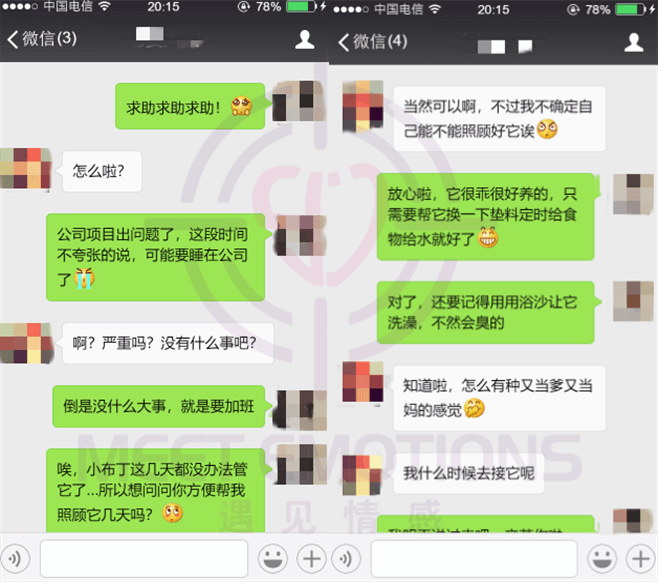 中国电信
20:15
78%
微信(3)
求助求助求助!
怎么啦?
公司项目出问题了,这段时间
不夸张的说,可能要睡在公司
了
啊?严重吗?没有什么事吧?
倒是没什么大事,就是要加班
唉,小布丁这几天都没办法管
它了...所以想问问你方便帮我
照顾它几天吗?
中国电信
20:15
78%
微信(4)
当然可以啊,不过我不确定自
己能不能照顾好它诶
放心啦,它很乖很好养的,只
需要帮它换一下垫料定时给食
物给水就好了
对了,还要记得用用浴沙让它
洗澡,不然会臭的
知道啦,怎么有种又当爹又当
妈的感觉
我什么时候去接它呢
MEET EMOTIONS
遇见情感